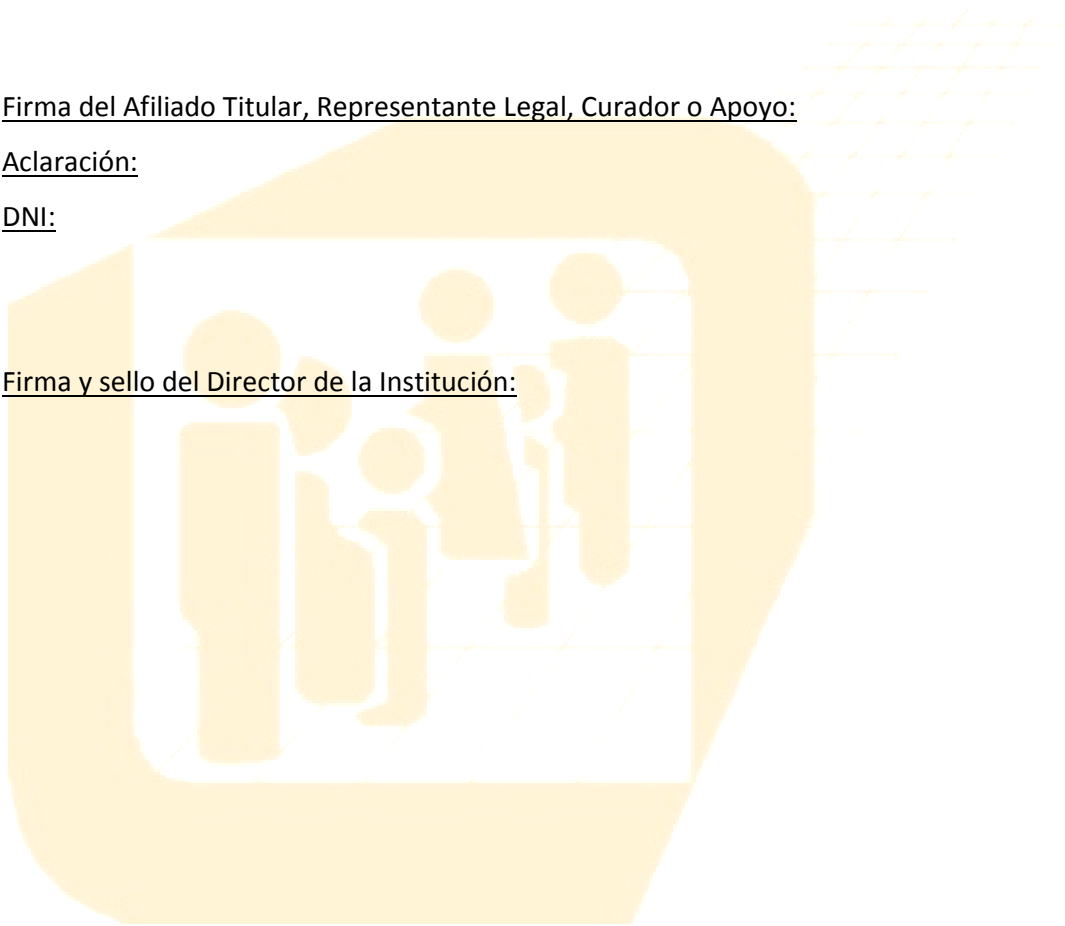 Firma del Afiliado Titular, Representante Legal, Curador o Apoyo:
Aclaración:
DNI:
Firma y sello del Director de la Institución: